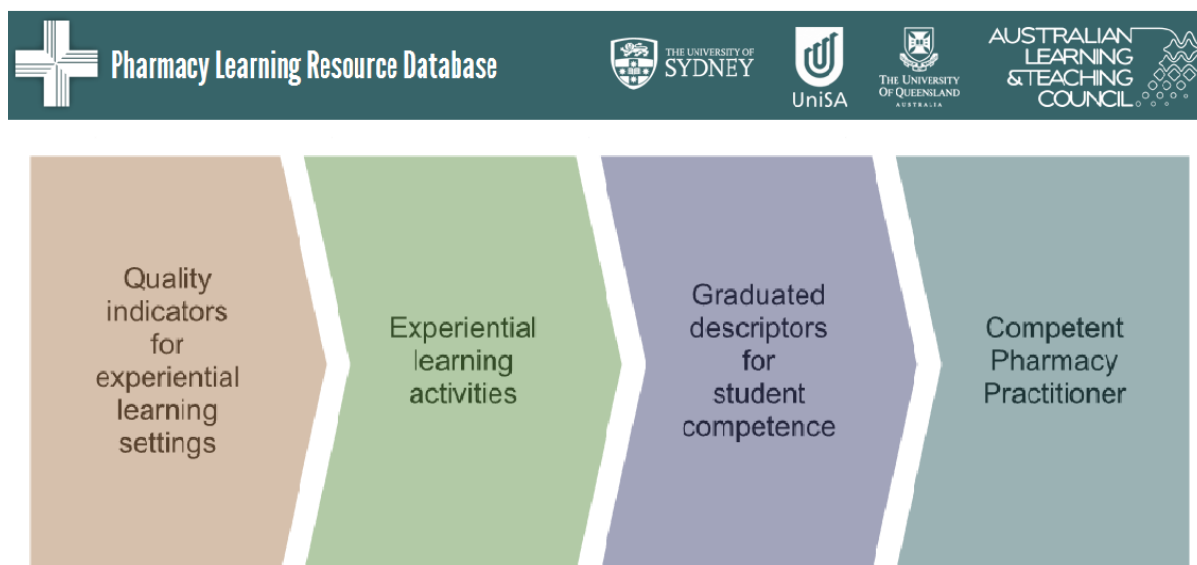 Pharmacy Learning Resource Database
THE UNIVERSITY OF
SYDNEY
UniSA
THE UNIVERSITY
OF QUEENSLAND
AUSTRALIA
AUSTRALIAN
LEARNING
& TEACHING
COUNCIL
Quality
indicators
for
experiential
learning
settings
Experiential
learning
activities
Graduated
descriptors
for
student
competence
Competent
Pharmacy
Practitioner